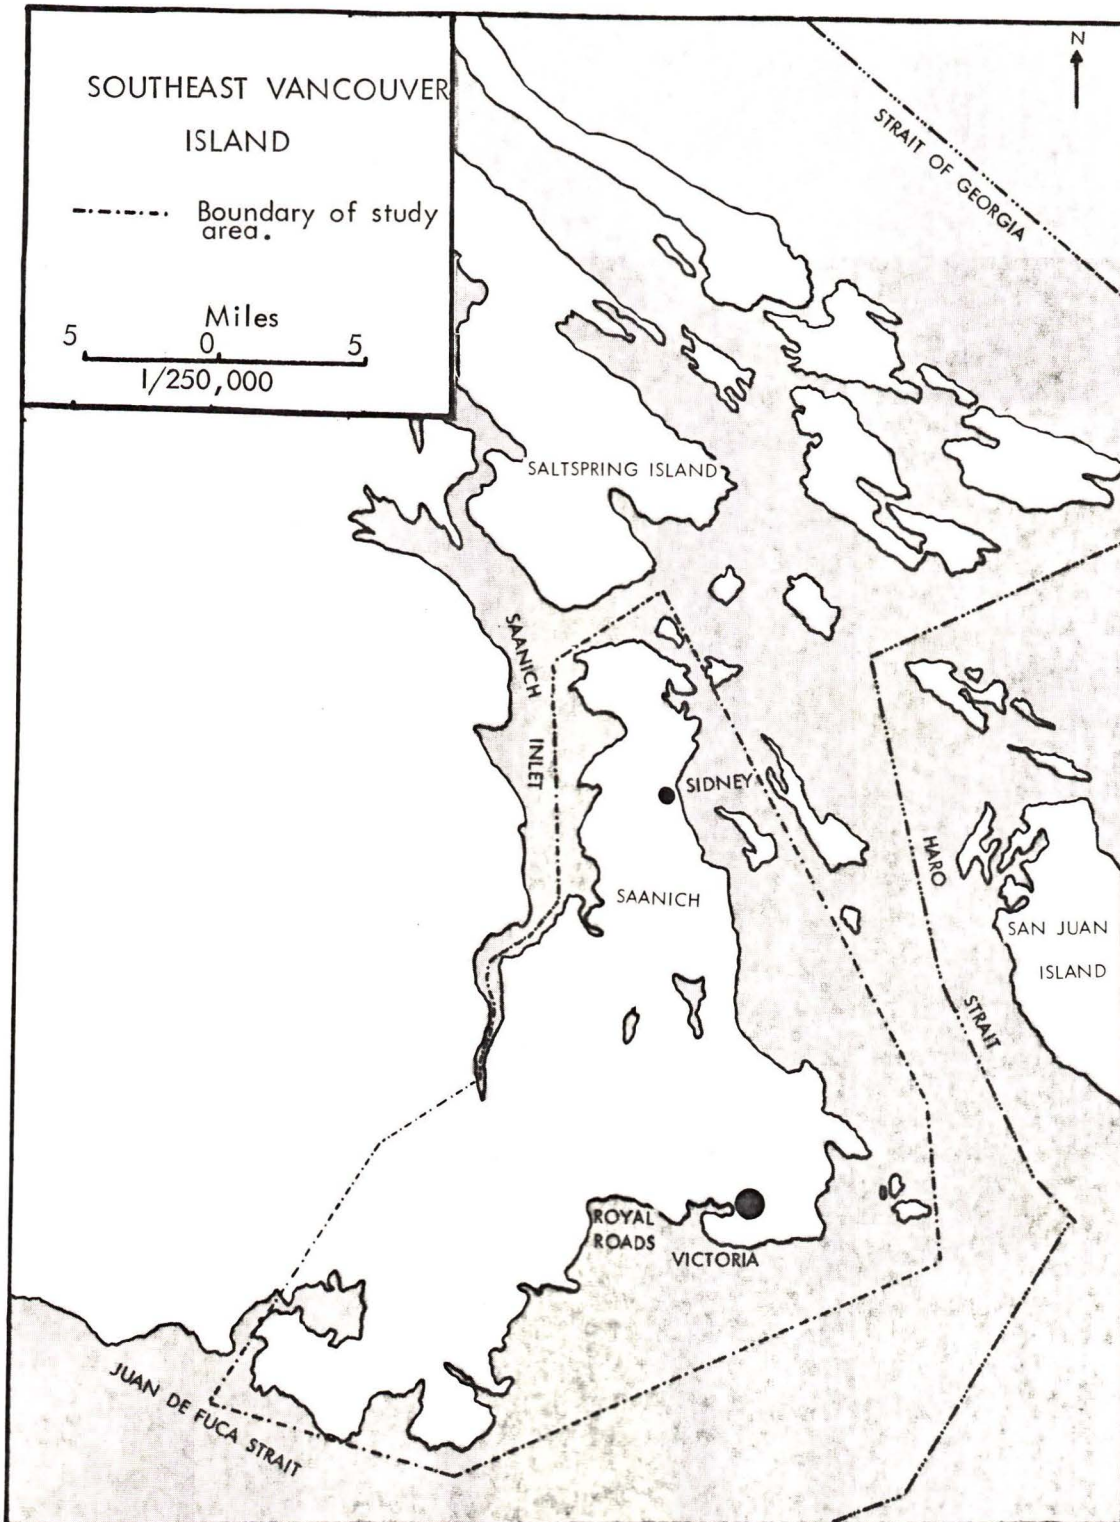 SOUTHEAST VANCOUVER
ISLAND
Boundary of study
area.
Miles
5 0 5
1/250,000
N
STRAIT OF GEORGIA
SALTSPRING ISLAND
SAANICH
INLET
SIDNEY
HARO
SAANICH
SAN JUAN
ISLAND
STRAIT
ROYAL
ROADS
VICTORIA
JUAN DE FUCA STRAIT